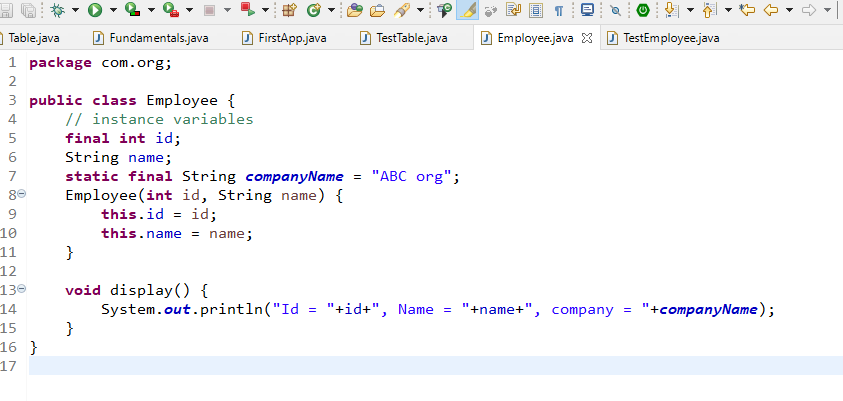 Table.java Fundamentals.java FirstApp.java TestTable.java Employee.java TestEmployee.java
1 package com.org;
2
3 public class Employee {
4     // instance variables
5     final int id;
6     String name;
7     static final String companyName = "ABC org";
8     Employee(int id, String name) {
9         this.id = id;
10         this.name = name;
11     }
12
13     void display() {
14         System.out.println("Id = "+id+", Name = "+name+", company = "+companyName);
15     }
16 }
17